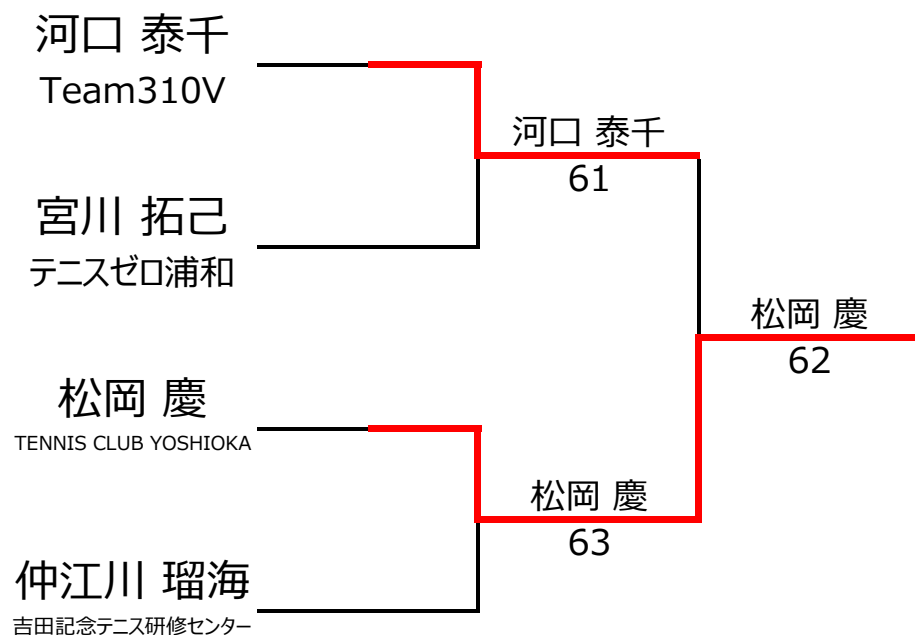 河口 泰千
Team310V
宮川 拓己
テニスゼロ浦和
松岡 慶
TENNIS CLUB YOSHIOKA
仲江川 瑠海
吉田記念テニス研修センター
河口 泰千
61
松岡 慶
63
松岡 慶
62